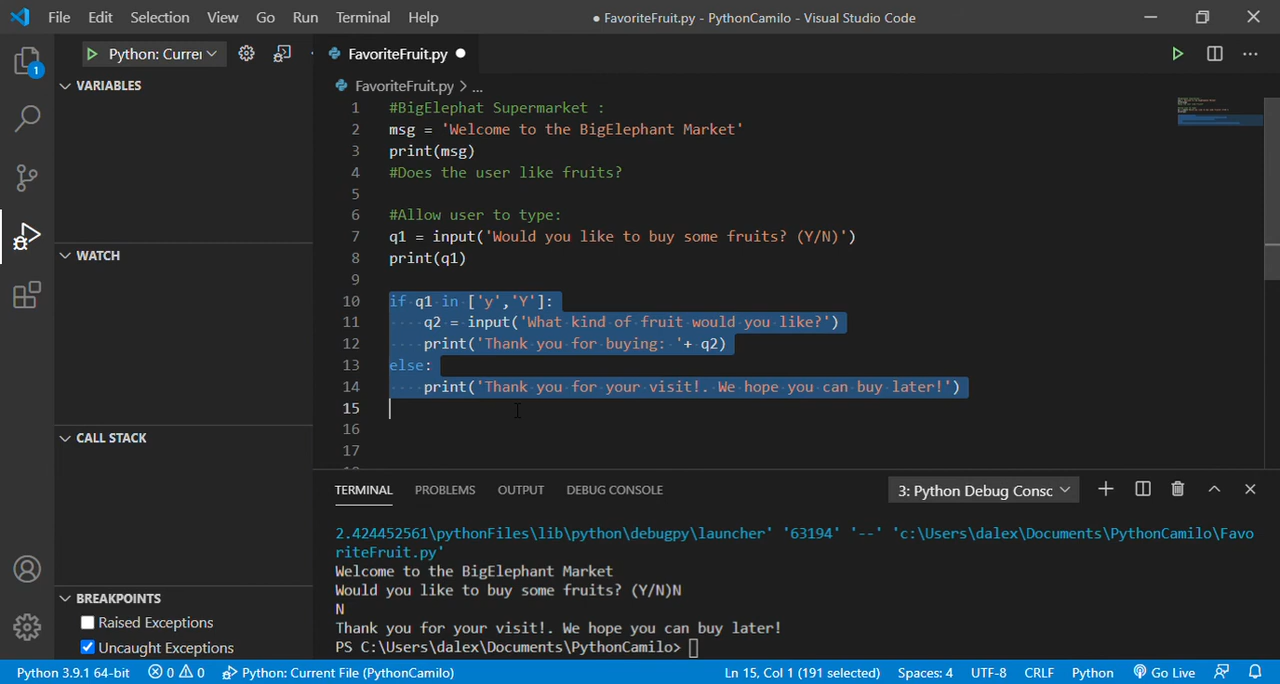 File Edit Selection View Go Run Terminal Help ● FavoriteFruit.py - PythonCamilo - Visual Studio Code
1
Python: Currer
VARIABLES
WATCH
CALL STACK
BREAKPOINTS
Raised Exceptions
Uncaught Exceptions
FavoriteFruit.py ●
FavoriteFruit.py > ...
1 #BigElephat Supermarket :
2 msg = 'Welcome to the BigElephant Market'
3 print(msg)
4 #Does the user like fruits?
5
6 #Allow user to type:
7 q1 = input('Would you like to buy some fruits? (Y/N)')
8 print(q1)
9
10 if q1 in ['y','Y']:
11 q2 = input('What kind of fruit would you like?')
12 print('Thank you for buying: '+ q2)
13 else:
14 print('Thank you for your visit!. We hope you can buy later!')
15
16
17
TERMINAL PROBLEMS OUTPUT DEBUG CONSOLE 3: Python Debug Consc
2.424452561\pythonFiles\lib\python\debugpy\launcher' '63194' '--' 'c:\Users\dalex\Documents\PythonCamilo\Favo
riteFruit.py'
Welcome to the BigElephant Market
Would you like to buy some fruits? (Y/N)N
N
Thank you for your visit!. We hope you can buy later!
PS C:\Users\dalex\Documents\PythonCamilo>
Python 3.9.1 64-bit 0 0 Python: Current File (PythonCamilo) Ln 15, Col 1 (191 selected) Spaces: 4 UTF-8 CRLF Python Go Live